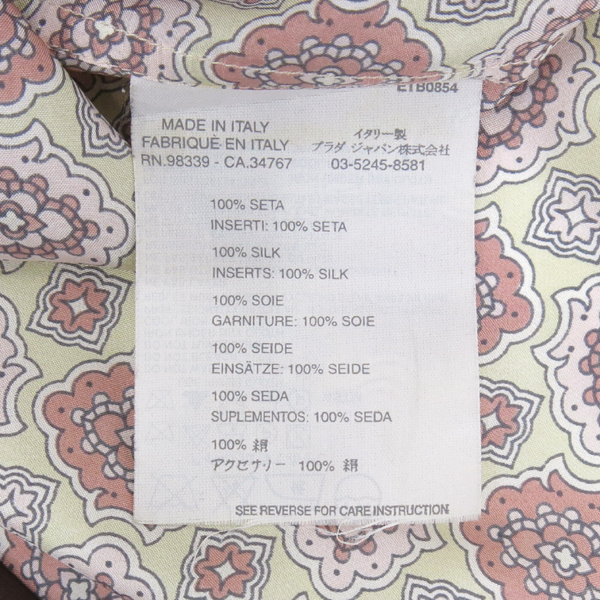 ETB0854
MADE IN ITALY
FABRIQUÉ EN ITALY
RN.98339 - CA.34767
イタリー製
プラダ ジャパン株式会社
03-5245-8581
100% SETA
INSERTI: 100% SETA
100% SILK
INSERTS: 100% SILK
100% SOIE
GARNITURE: 100% SOIE
100% SEIDE
EINSÄTZE: 100% SEIDE
100% SEDA
SUPLEMENTOS: 100% SEDA
100% 絹
アクセサリー 100% 絹
SEE REVERSE FOR CARE INSTRUCTION